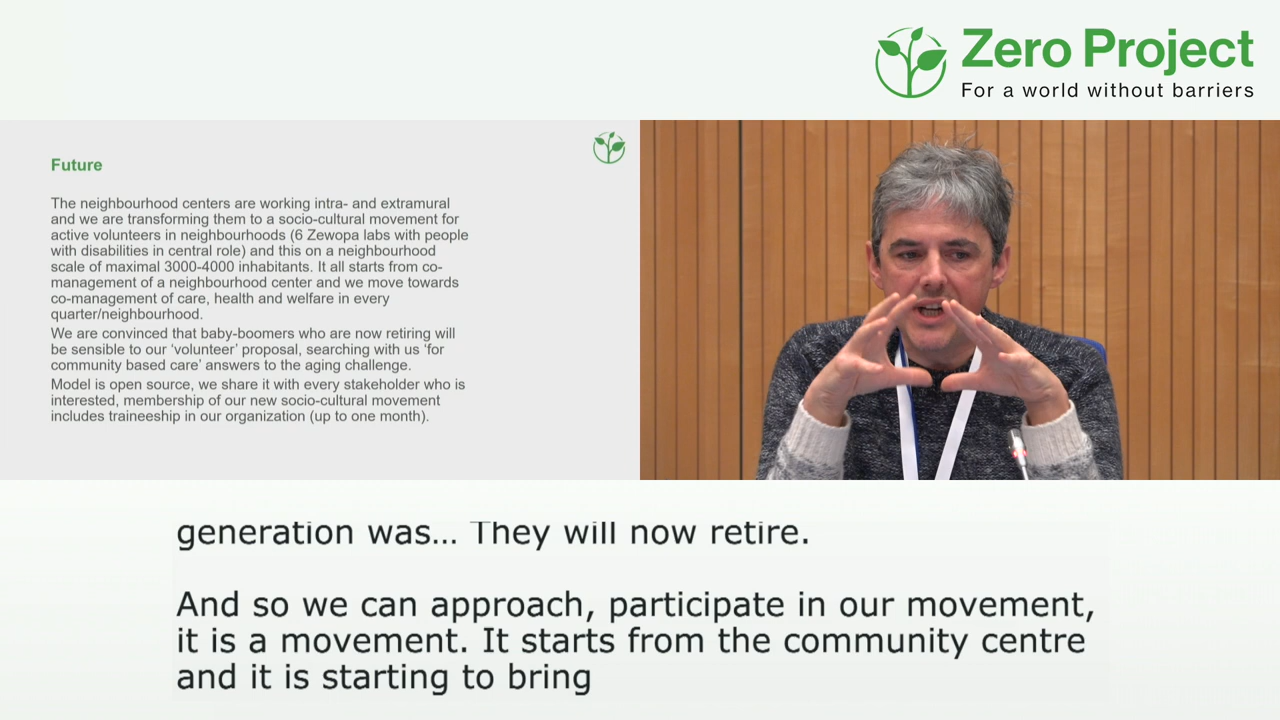 Zero Project
For a world without barriers
Future
The neighbourhood centers are working intra- and extramural
and we are transforming them to a socio-cultural movement for
active volunteers in neighbourhoods (6 Zewopa labs with people
with disabilities in central role) and this on a neighbourhood
scale of maximal 3000-4000 inhabitants. It all starts from co-
management of a neighbourhood center and we move towards
co-management of care, health and welfare in every
quarter/neighbourhood.
We are convinced that baby-boomers who are now retiring will
be sensible to our ‘volunteer’ proposal, searching with us ‘for
community based care’ answers to the aging challenge.
Model is open source, we share it with every stakeholder who is
interested, membership of our new socio-cultural movement
includes traineeship in our organization (up to one month).
generation was... They will now retire.
And so we can approach, participate in our movement,
it is a movement. It starts from the community centre
and it is starting to bring